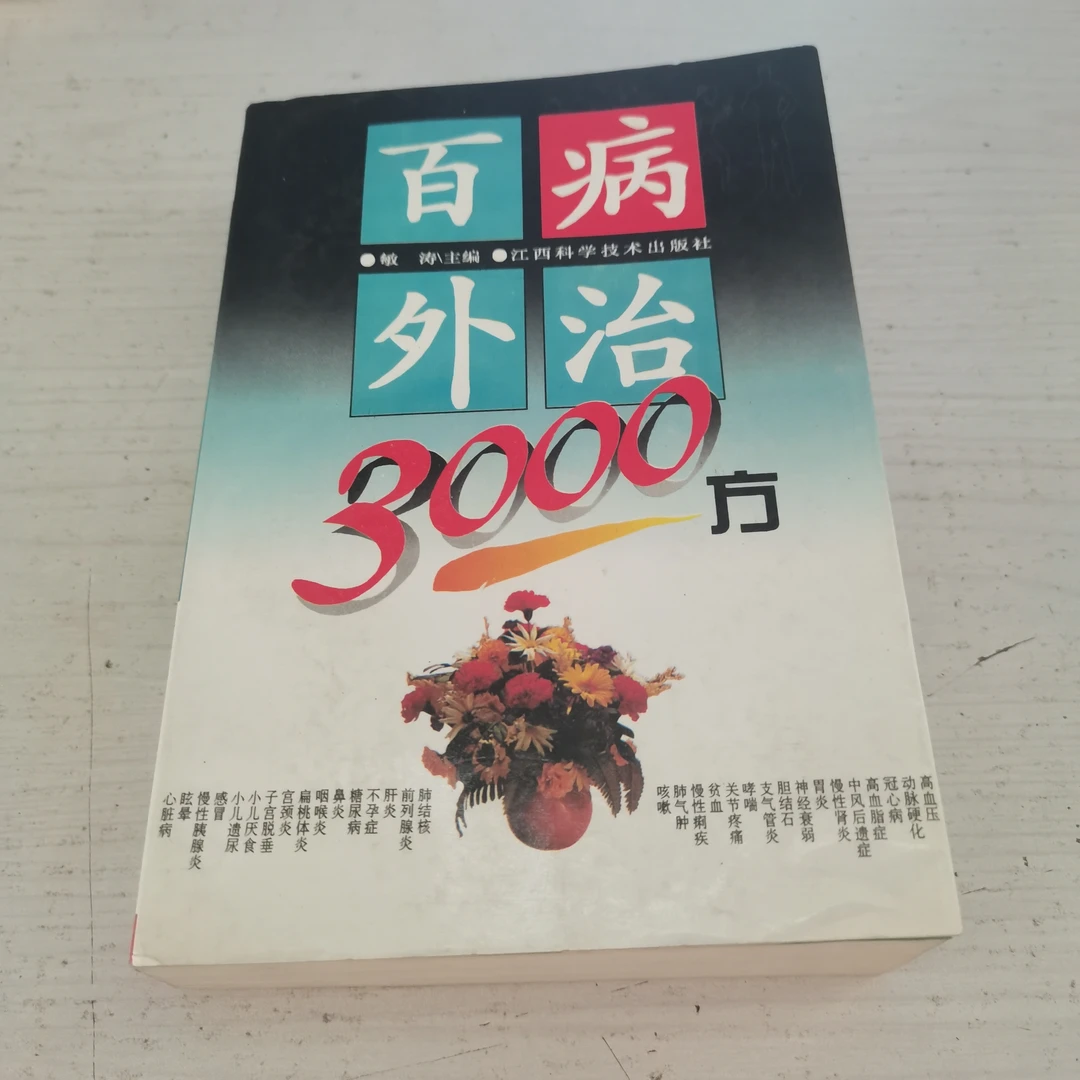 百病
●敏 涛\主编 ●江西科学技术出版社
外治
3000方
高血压
动脉硬化
冠心病
高血脂症
中风后遗症
慢性肾炎
胃炎
神经衰弱
胆结石
支气管炎
哮喘
关节疼痛
贫血
慢性痢疾
肺气肿
咳嗽
肺结核
前列腺炎
肝炎
不孕症
糖尿病
鼻炎
咽喉炎
扁桃体炎
宫颈炎
子宫脱垂
小儿厌食
小儿遗尿
感冒
慢性胰腺炎
眩晕
心脏病